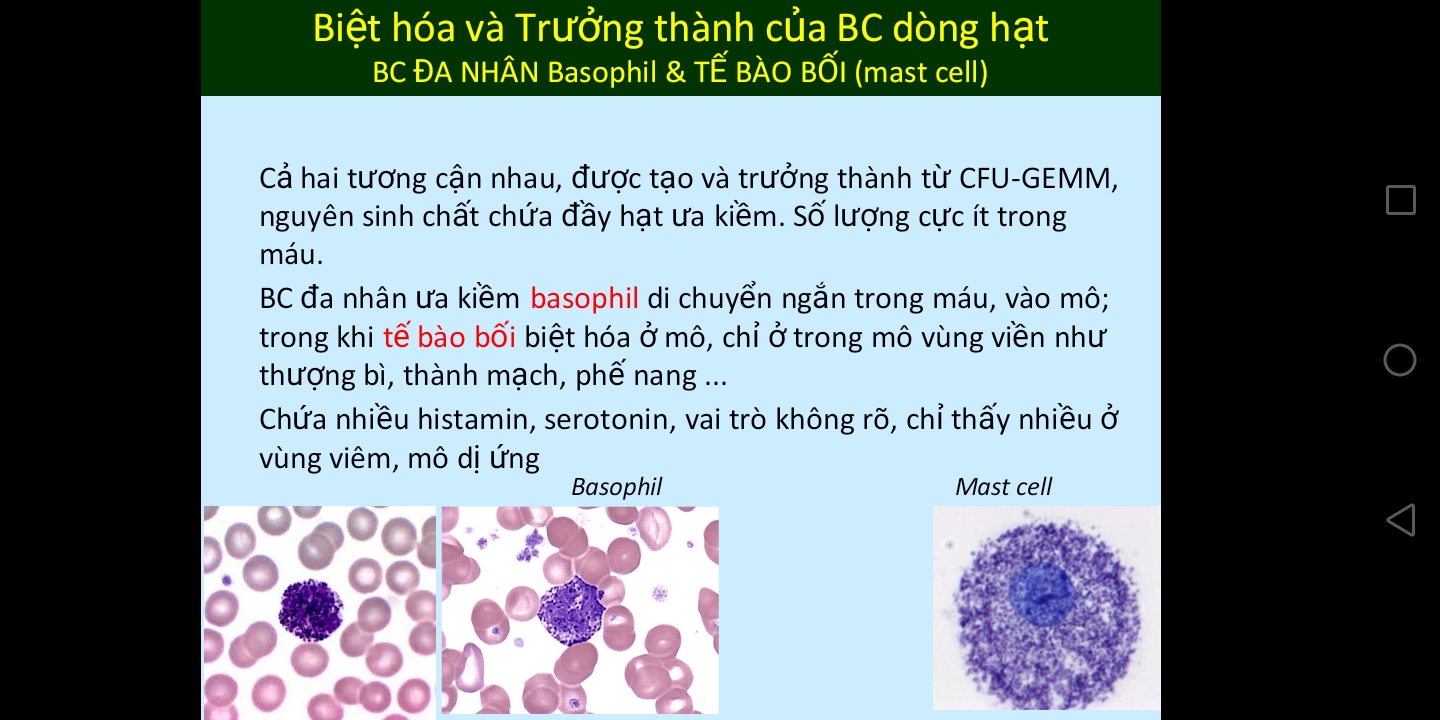 Biệt hóa và Trưởng thành của BC dòng hạt
BC ĐA NHÂN Basophil & TẾ BÀO BỐI (mast cell)
Cả hai tương cận nhau, được tạo và trưởng thành từ CFU-GEMM,
nguyên sinh chất chứa đầy hạt ưa kiềm. Số lượng cực ít trong
máu.
BC đa nhân ưa kiềm basophil di chuyển ngắn trong máu, vào mô;
trong khi tế bào bối biệt hóa ở mô, chỉ ở trong mô vùng viền như
thượng bì, thành mạch, phế nang ...
Chứa nhiều histamin, serotonin, vai trò không rõ, chỉ thấy nhiều ở
vùng viêm, mô dị ứng
Basophil
Mast cell